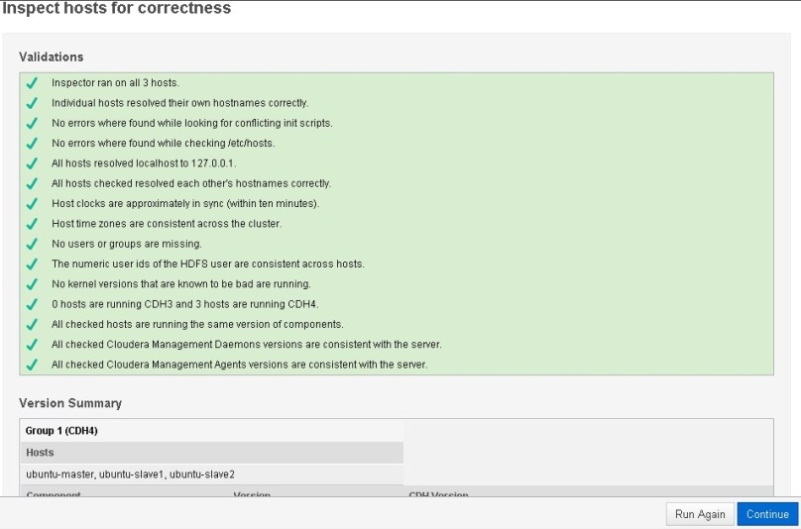 Inspect hosts for correctness
Validations
Inspector ran on all 3 hosts.
Individual hosts resolved their own hostnames correctly.
No errors where found while looking for conflicting init scripts.
No errors where found while checking /etc/hosts.
All hosts resolved localhost to 127.0.0.1.
All hosts checked resolved each other's hostnames correctly.
Host clocks are approximately in sync (within ten minutes).
Host time zones are consistent across the cluster.
No users or groups are missing.
The numeric user ids of the HDFS user are consistent across hosts.
No kernel versions that are known to be bad are running.
0 hosts are running CDH3 and 3 hosts are running CDH4.
All checked hosts are running the same version of components.
All checked Cloudera Management Daemons versions are consistent with the server.
All checked Cloudera Management Agents versions are consistent with the server.
Version Summary
Group 1 (CDH4)
Hosts
ubuntu-master, ubuntu-slave1, ubuntu-slave2
Component Version CDH Version
Run Again Continue